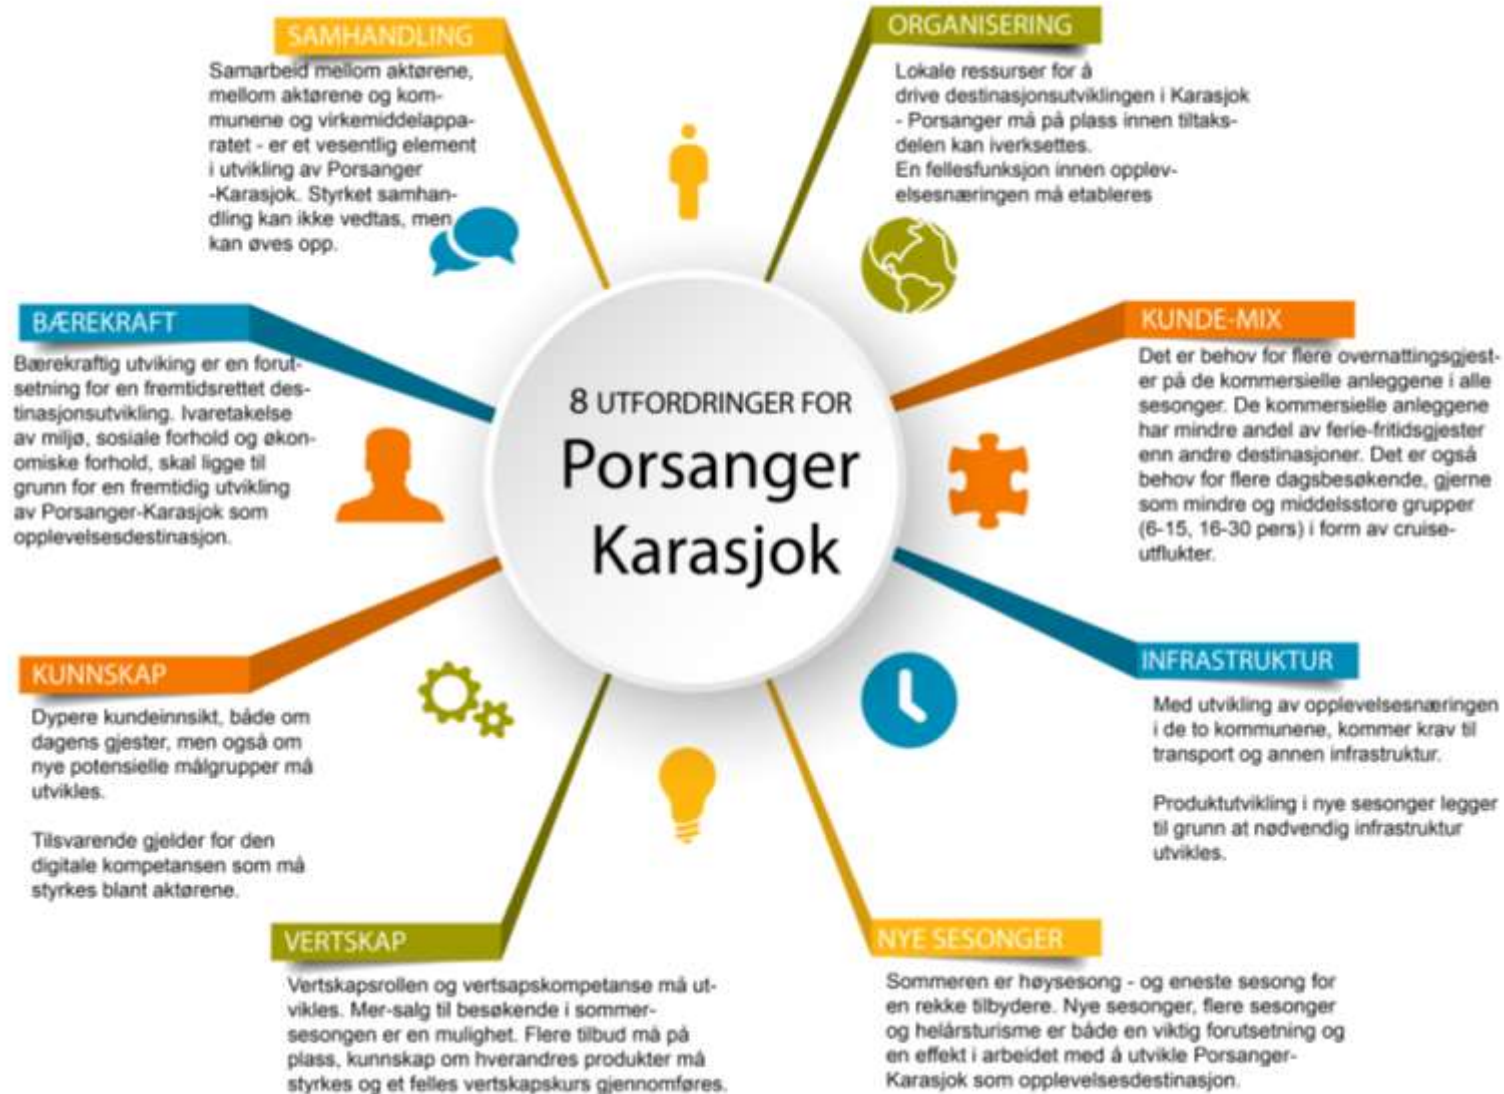 SAMHANDLING
Samarbeid mellom aktørene,
mellom aktørene og kom-
munene og virkemiddelappa-
ratet - er et vesentlig element
i utvikling av Porsanger
-Karasjok. Styrket samhan-
dling kan ikke vedtas, men
kan øves opp.
ORGANISERING
Lokale ressurser for å
drive destinasjonsutviklingen i Karasjok
- Porsanger må på plass innen tiltaks-
delen kan iverksettes.
En fellesfunksjon innen opplev-
elsesnæringen må etableres
BÆREKRAFT
Bærekraftig utviking er en forut-
setning for en fremtidsrettet des-
tinasjonsutvikling. Ivaretakelse
av miljø, sosiale forhold og økon-
omiske forhold, skal ligge til
grunn for en fremtidig utvikling
av Porsanger-Karasjok som
opplevelsesdestinasjon.
8 UTFORDRINGER FOR
Porsanger
Karasjok
KUNDE-MIX
Det er behov for flere overnattingsgjest-
er på de kommersielle anleggene i alle
sesonger. De kommersielle anleggene
har mindre andel av ferie-fritidsgjester
enn andre destinasjoner. Det er også
behov for flere dagsbesøkende, gjerne
som mindre og middelsstore grupper
(6-15, 16-30 pers) i form av cruise-
utflukter.
KUNNSKAP
Dypere kundeinnsikt, både om
dagens gjester, men også om
nye potensielle målgrupper må
utvikles.
Tilsvarende gjelder for den
digitale kompetansen som må
styrkes blant aktørene.
INFRASTRUKTUR
Med utvikling av opplevelsesnæringen
i de to kommunene, kommer krav til
transport og annen infrastruktur.
Produktutvikling i nye sesonger legger
til grunn at nødvendig infrastruktur
utvikles.
VERTSKAP
Vertskapsrollen og vertsapskompetanse må ut-
vikles. Mer-salg til besøkende i sommer-
sesongen er en mulighet. Flere tilbud må på
plass, kunnskap om hverandres produkter må
styrkes og et felles vertskapskurs gjennomføres.
NYE SESONGER
Sommeren er høysesong - og eneste sesong for
en rekke tilbydere. Nye sesonger, flere sesonger
og helårsturisme er både en viktig forutsetning og
en effekt i arbeidet med å utvikle Porsanger-
Karasjok som opplevelsesdestinasjon.